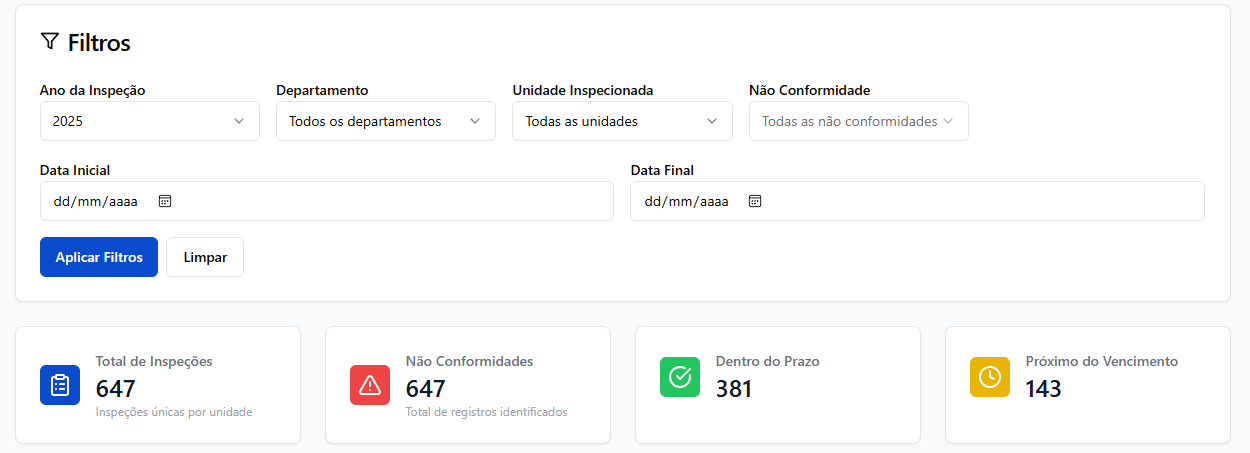 Filtros
Ano da Inspeção
Departamento
Unidade Inspecionada
Não Conformidade
2025
Todos os departamentos
Todas as unidades
Todas as não conformidades
Data Inicial
Data Final
dd/mm/aaaa
dd/mm/aaaa
Aplicar Filtros
Limpar
Total de Inspeções
647
Inspeções únicas por unidade
Não Conformidades
647
Total de registros identificados
Dentro do Prazo
381
Próximo do Vencimento
143